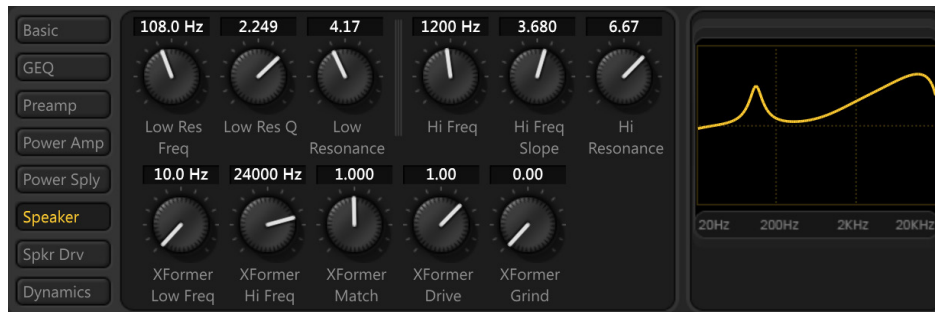 Basic
GEQ
Preamp
Power Amp
Power Sply
Speaker
Spkr Drv
Dynamics
108.0 Hz 2.249 4.17 1200 Hz 3.680 6.67
Low Res Low Res Q Low Hi Freq Hi Freq Hi
Freq Resonance Slope Resonance
10.0 Hz 24000 Hz 1.000 1.00 0.00
XFormer XFormer XFormer XFormer XFormer
Low Freq Hi Freq Match Drive Grind
20Hz 200Hz 2KHz 20KHz